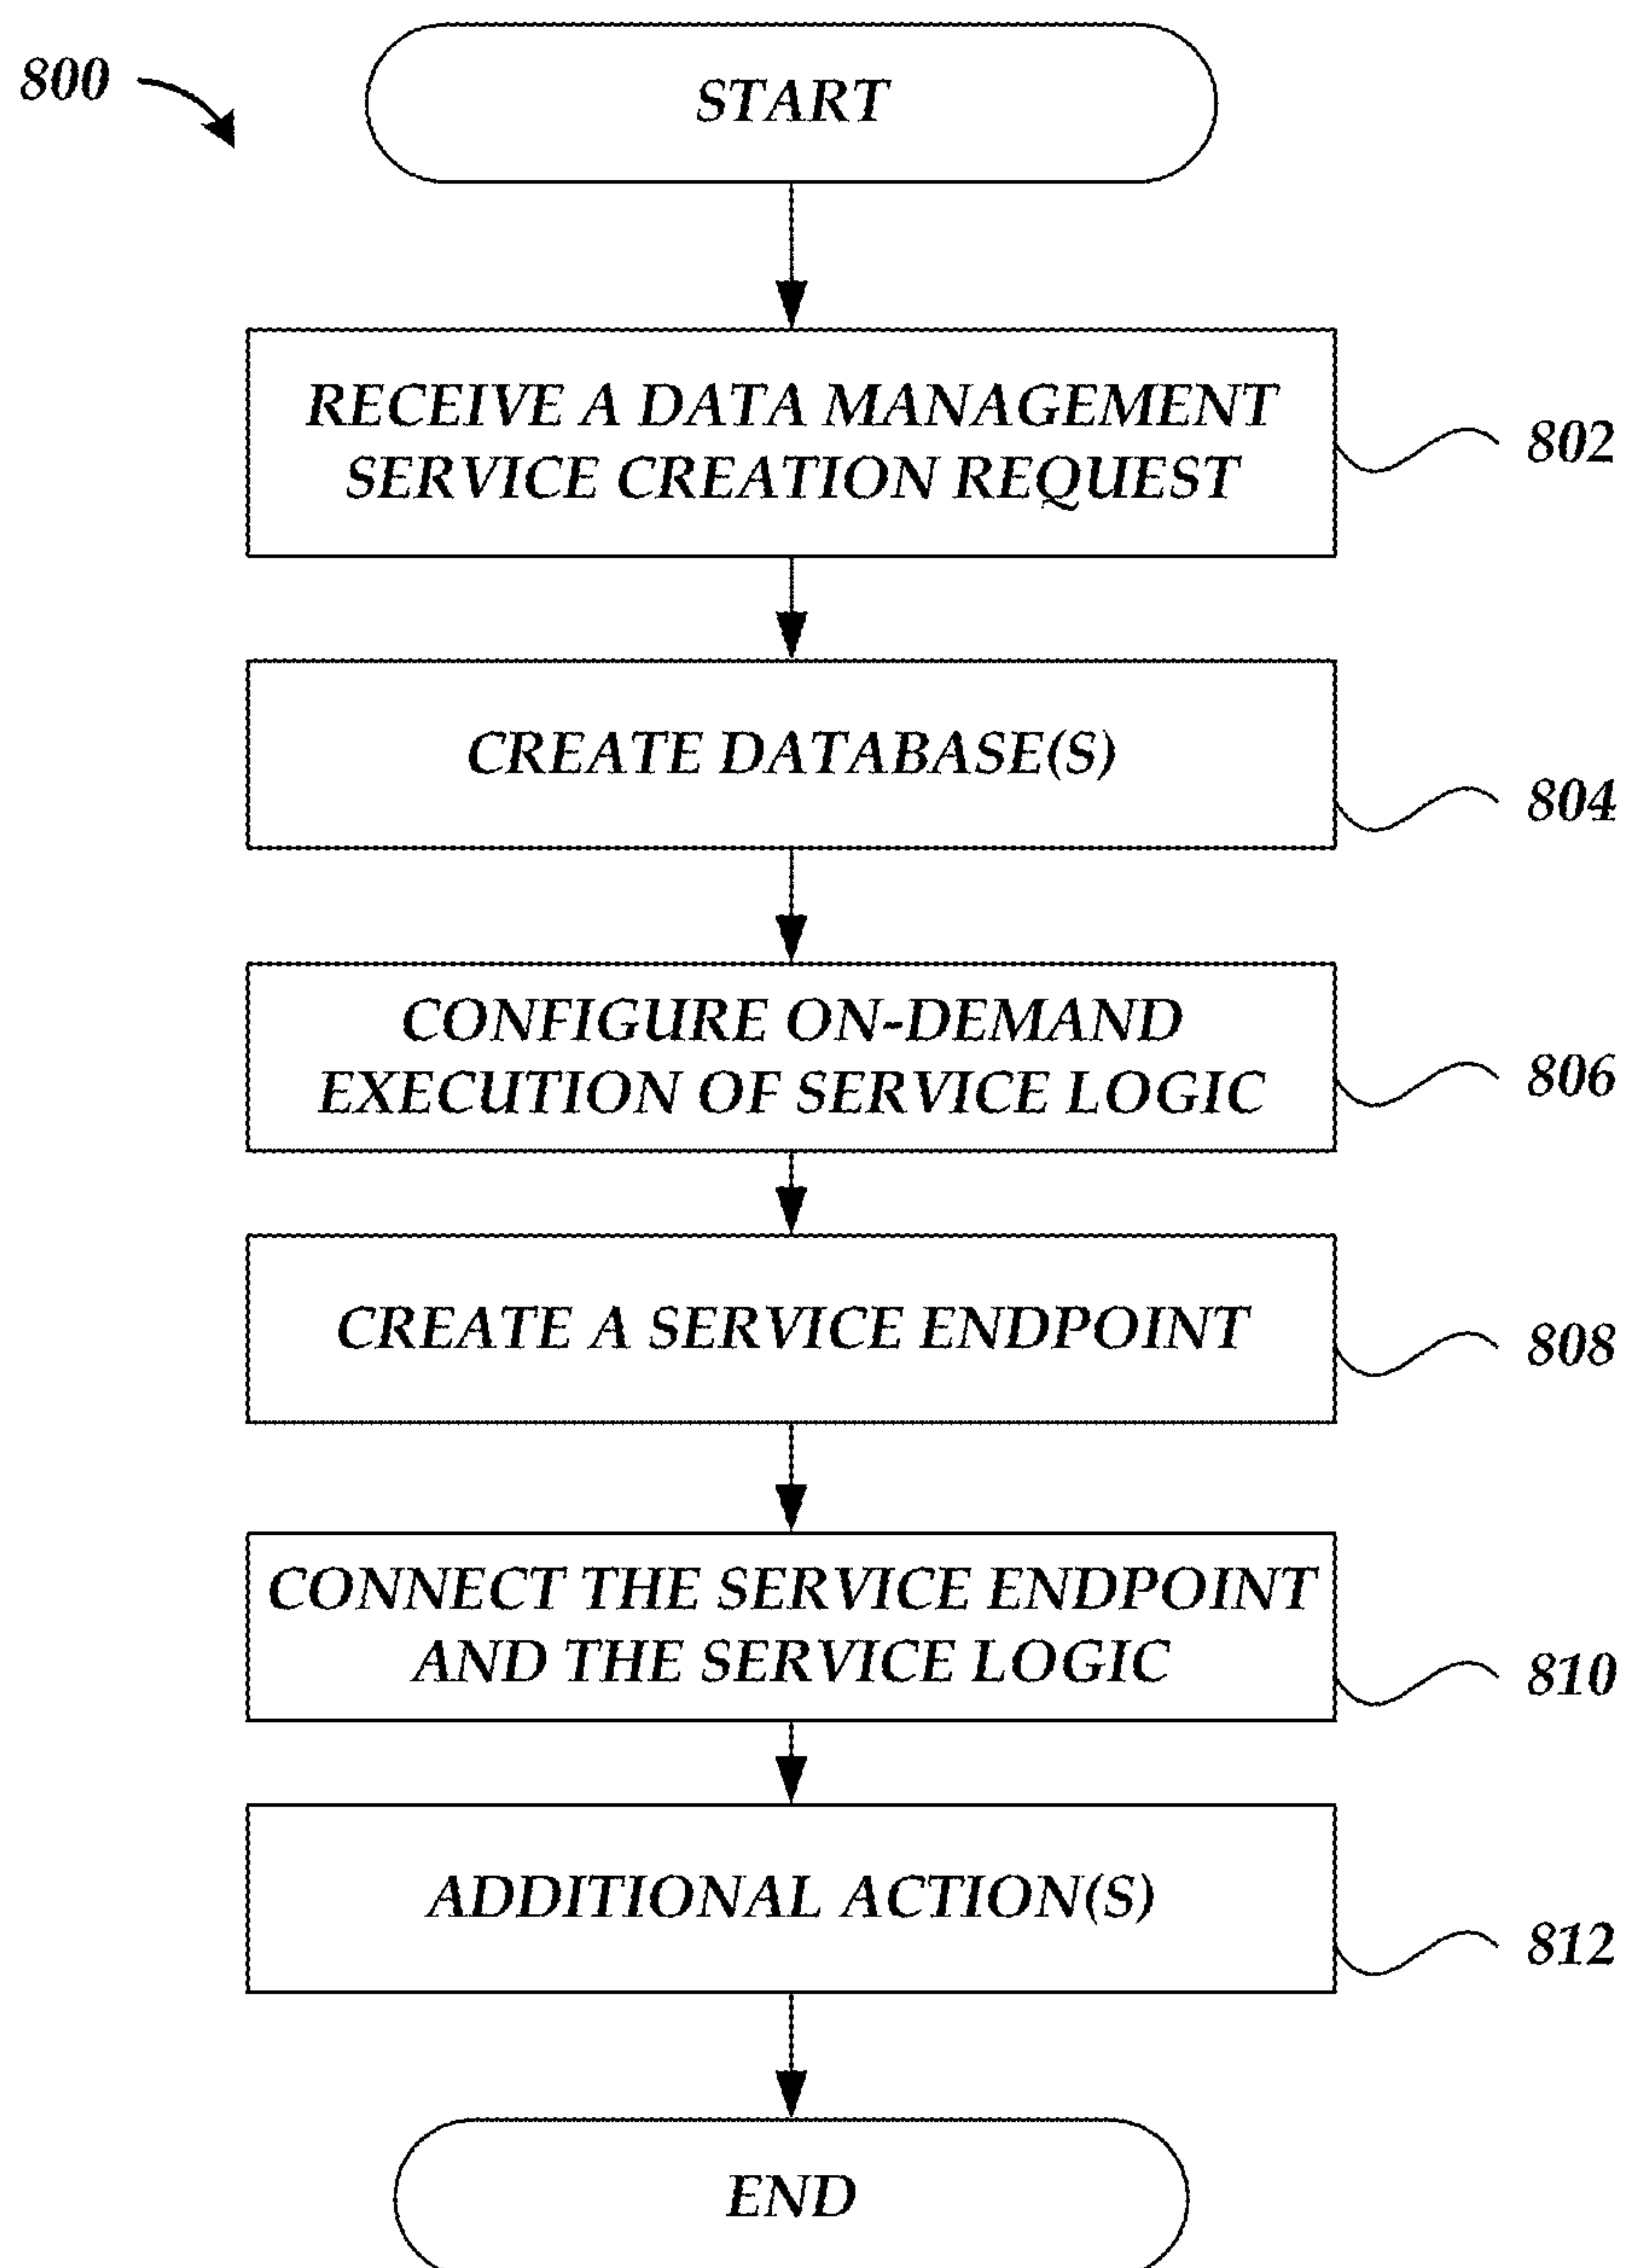 800
START
RECEIVE A DATA MANAGEMENT
SERVICE CREATION REQUEST
802
CREATE DATABASE(S)
804
CONFIGURE ON-DEMAND
EXECUTION OF SERVICE LOGIC
806
CREATE A SERVICE ENDPOINT
808
CONNECT THE SERVICE ENDPOINT
AND THE SERVICE LOGIC
810
ADDITIONAL ACTION(S)
812
END